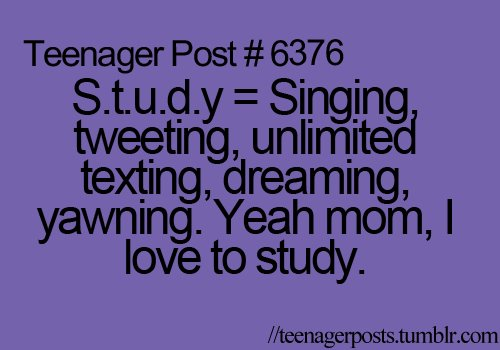 Teenager Post # 6376
S.t.u.d.y = Singing,
tweeting, unlimited
texting, dreaming,
yawning. Yeah mom, I
love to study.
//teenagerposts.tumblr.com